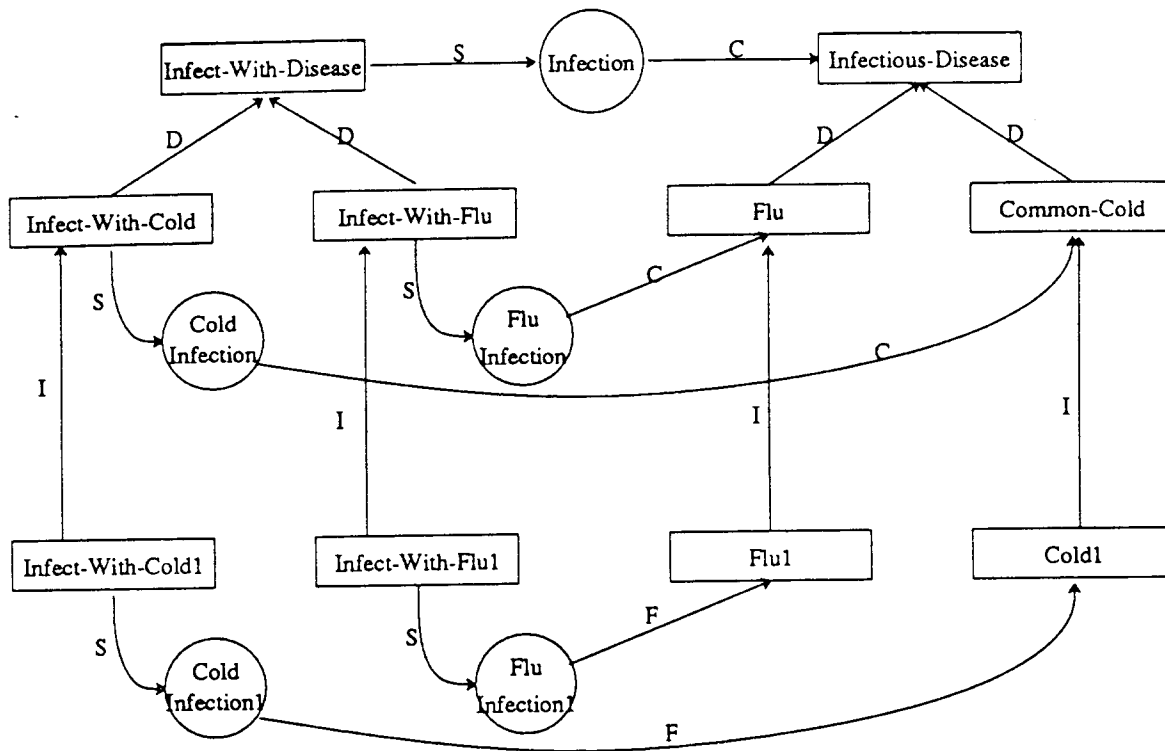 S
C
Infect-With-Disease
Infection
Infectious-Disease
D
D
D
D
Infect-With-Cold
Infect-With-Flu
Flu
Common-Cold
S
S
C
Cold
Infection
Flu
Infection
C
I
I
I
I
Infect-With-Cold1
Infect-With-Flu1
Flu1
Cold1
S
S
F
Cold
Infection1
Flu
Infection1
F